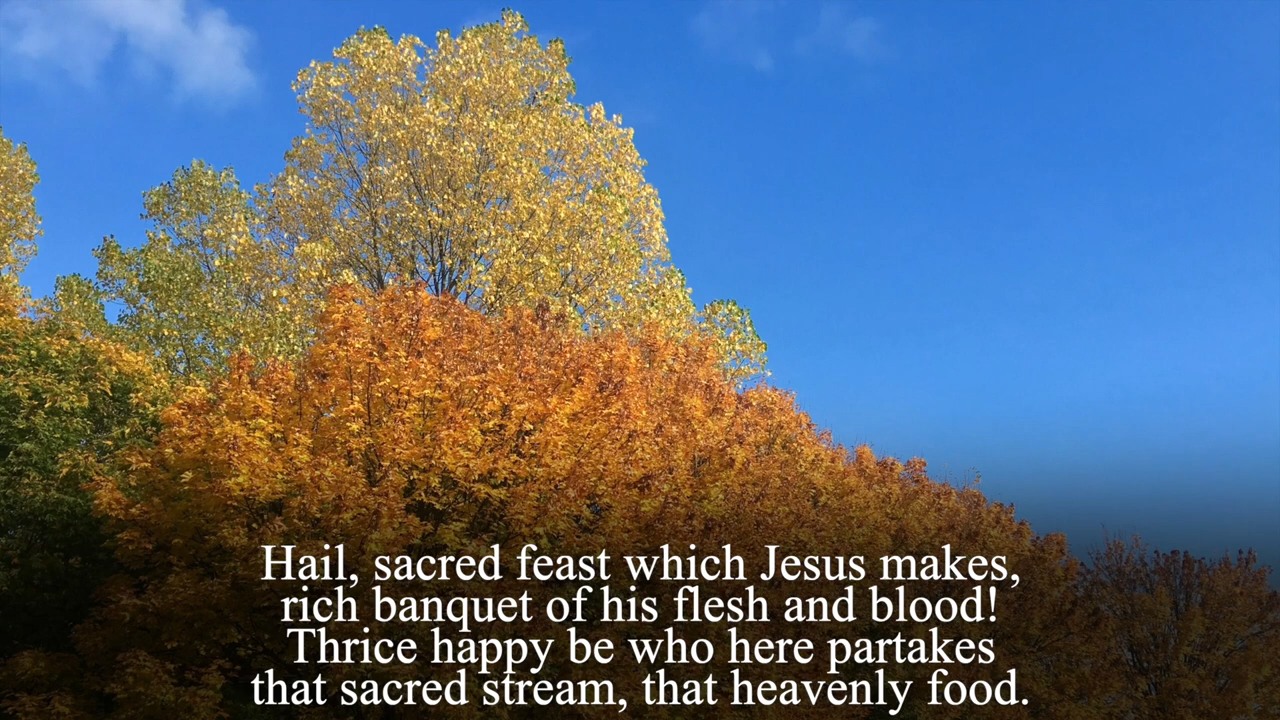 Hail, sacred feast which Jesus makes,
rich banquet of his flesh and blood!
Thrice happy be who here partakes
that sacred stream, that heavenly food.